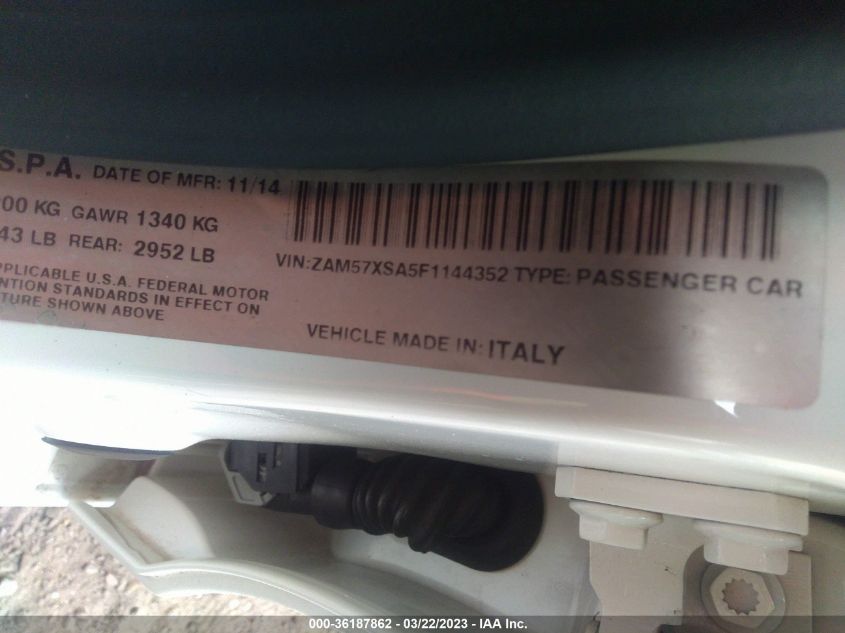 S.P.A. DATE OF MFR: 11/14
00 KG GAWR 1340 KG
43 LB REAR: 2952 LB
VIN:ZAM57XSA5F1144352 TYPE: PASSENGER CAR
PPLICABLE U.S.A. FEDERAL MOTOR
ENTION STANDARDS IN EFFECT ON
TURE SHOWN ABOVE
VEHICLE MADE IN: ITALY
000-36187862 - 03/22/2023 - IAA Inc.